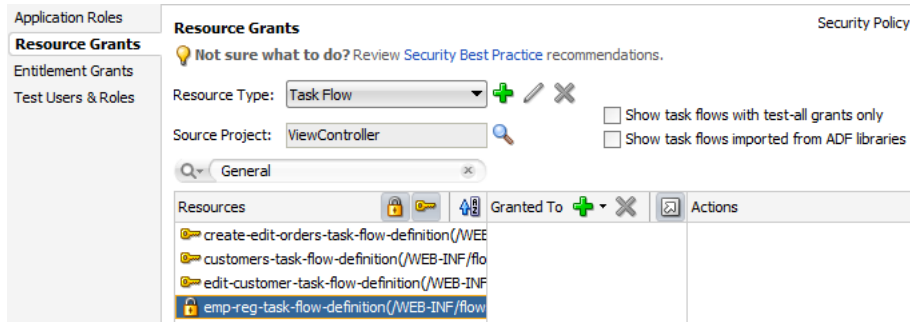 Application Roles
Resource Grants
Entitlement Grants
Test Users & Roles
Resource Grants
Security Policy
Not sure what to do? Review Security Best Practice recommendations.
Resource Type: Task Flow
Show task flows with test-all grants only
Source Project: ViewController
Show task flows imported from ADF libraries
General
Resources
Granted To
Actions
create-edit-orders-task-flow-definition(/WEB
customers-task-flow-definition(/WEB-INF/flo
edit-customer-task-flow-definition(/WEB-INF
emp-reg-task-flow-definition(/WEB-INF/flow